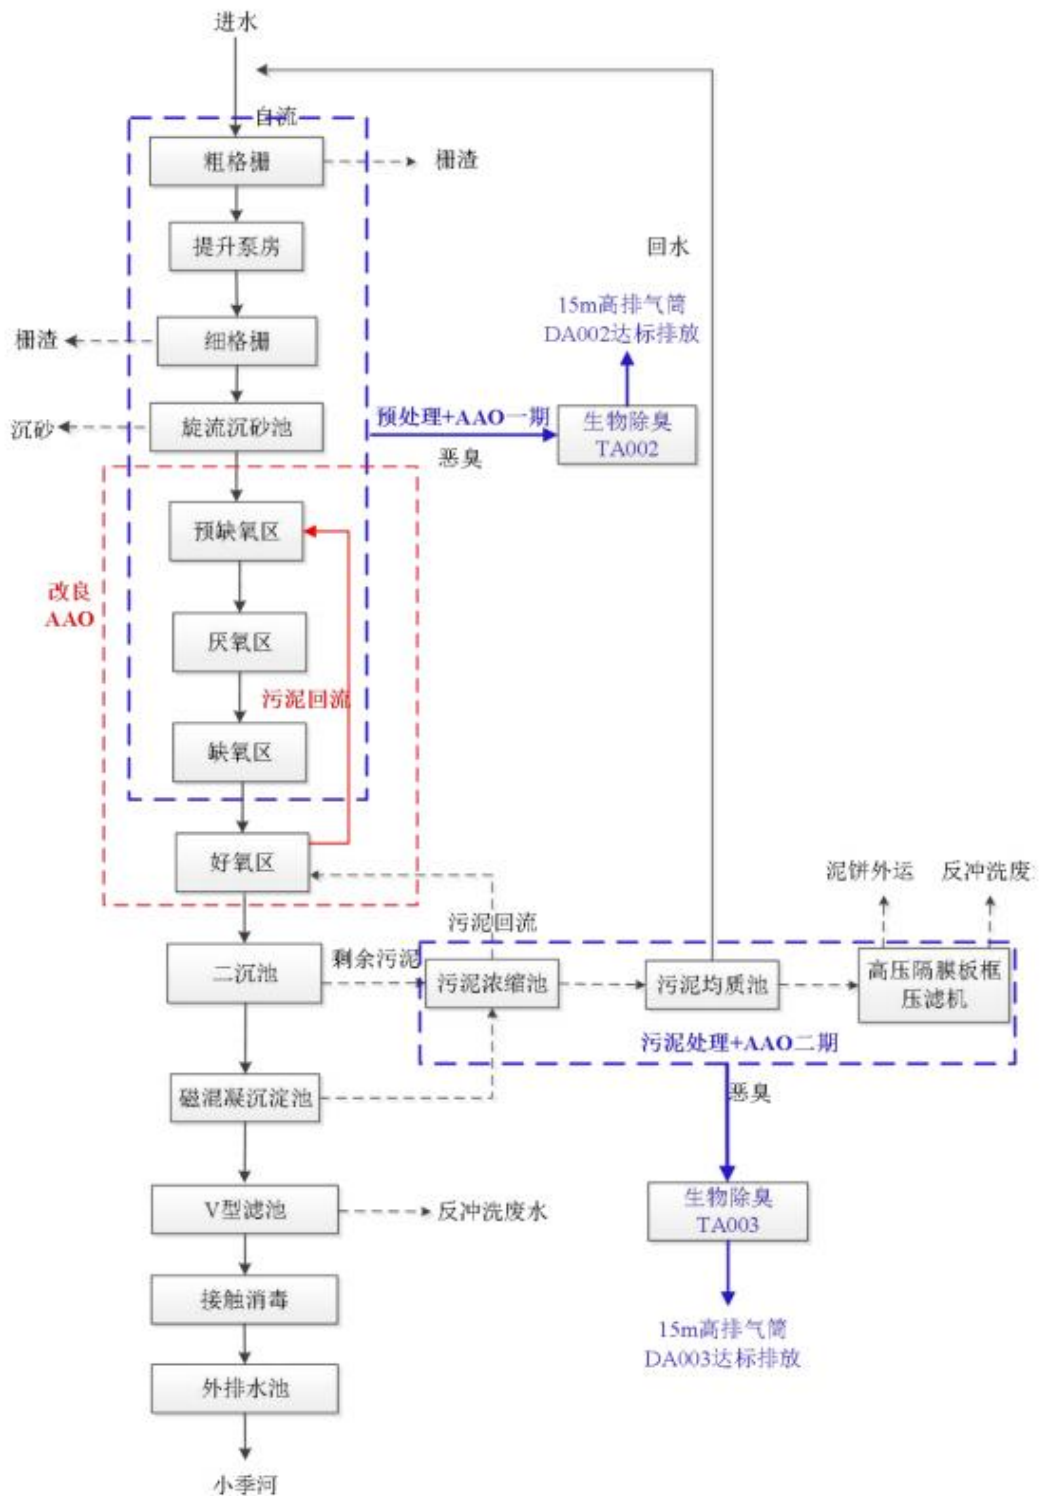 进水
自流
粗格栅
栅渣
提升泵房
回水
15m高排气筒
DA002达标排放
栅渣
细格栅
沉砂
旋流沉砂池
预处理+AAO一期
恶臭
生物除臭
TA002
预缺氧区
改良
AAO
厌氧区
污泥回流
缺氧区
好氧区
泥饼外运
反冲洗废
污泥回流
二沉池
剩余污泥
污泥浓缩池
污泥均质池
高压隔膜板框
压滤机
污泥处理+AAO二期
恶臭
磁混凝沉淀池
V型滤池
反冲洗废水
生物除臭
TA003
接触消毒
15m高排气筒
DA003达标排放
外排水池
小季河